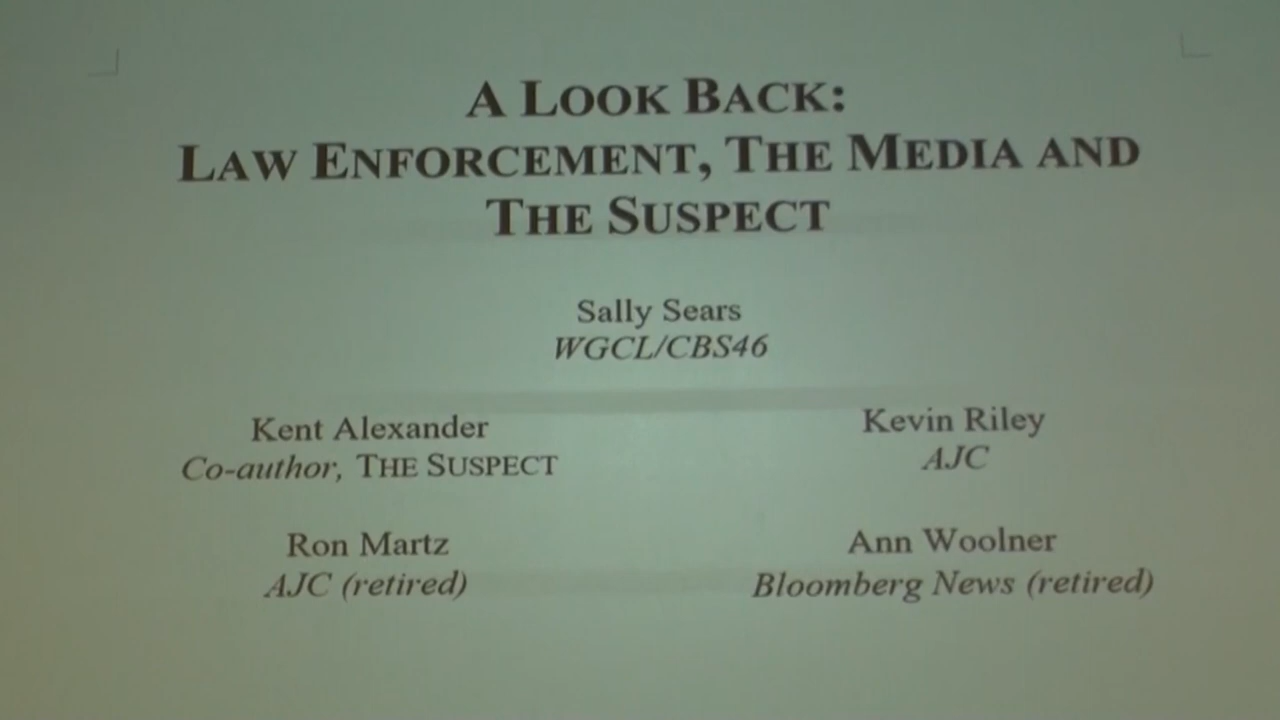 A LOOK BACK:
LAW ENFORCEMENT, THE MEDIA AND
THE SUSPECT
Sally Sears
WGCL/CBS46
Kent Alexander
Co-author, THE SUSPECT
Kevin Riley
AJC
Ron Martz
AJC (retired)
Ann Woolner
Bloomberg News (retired)